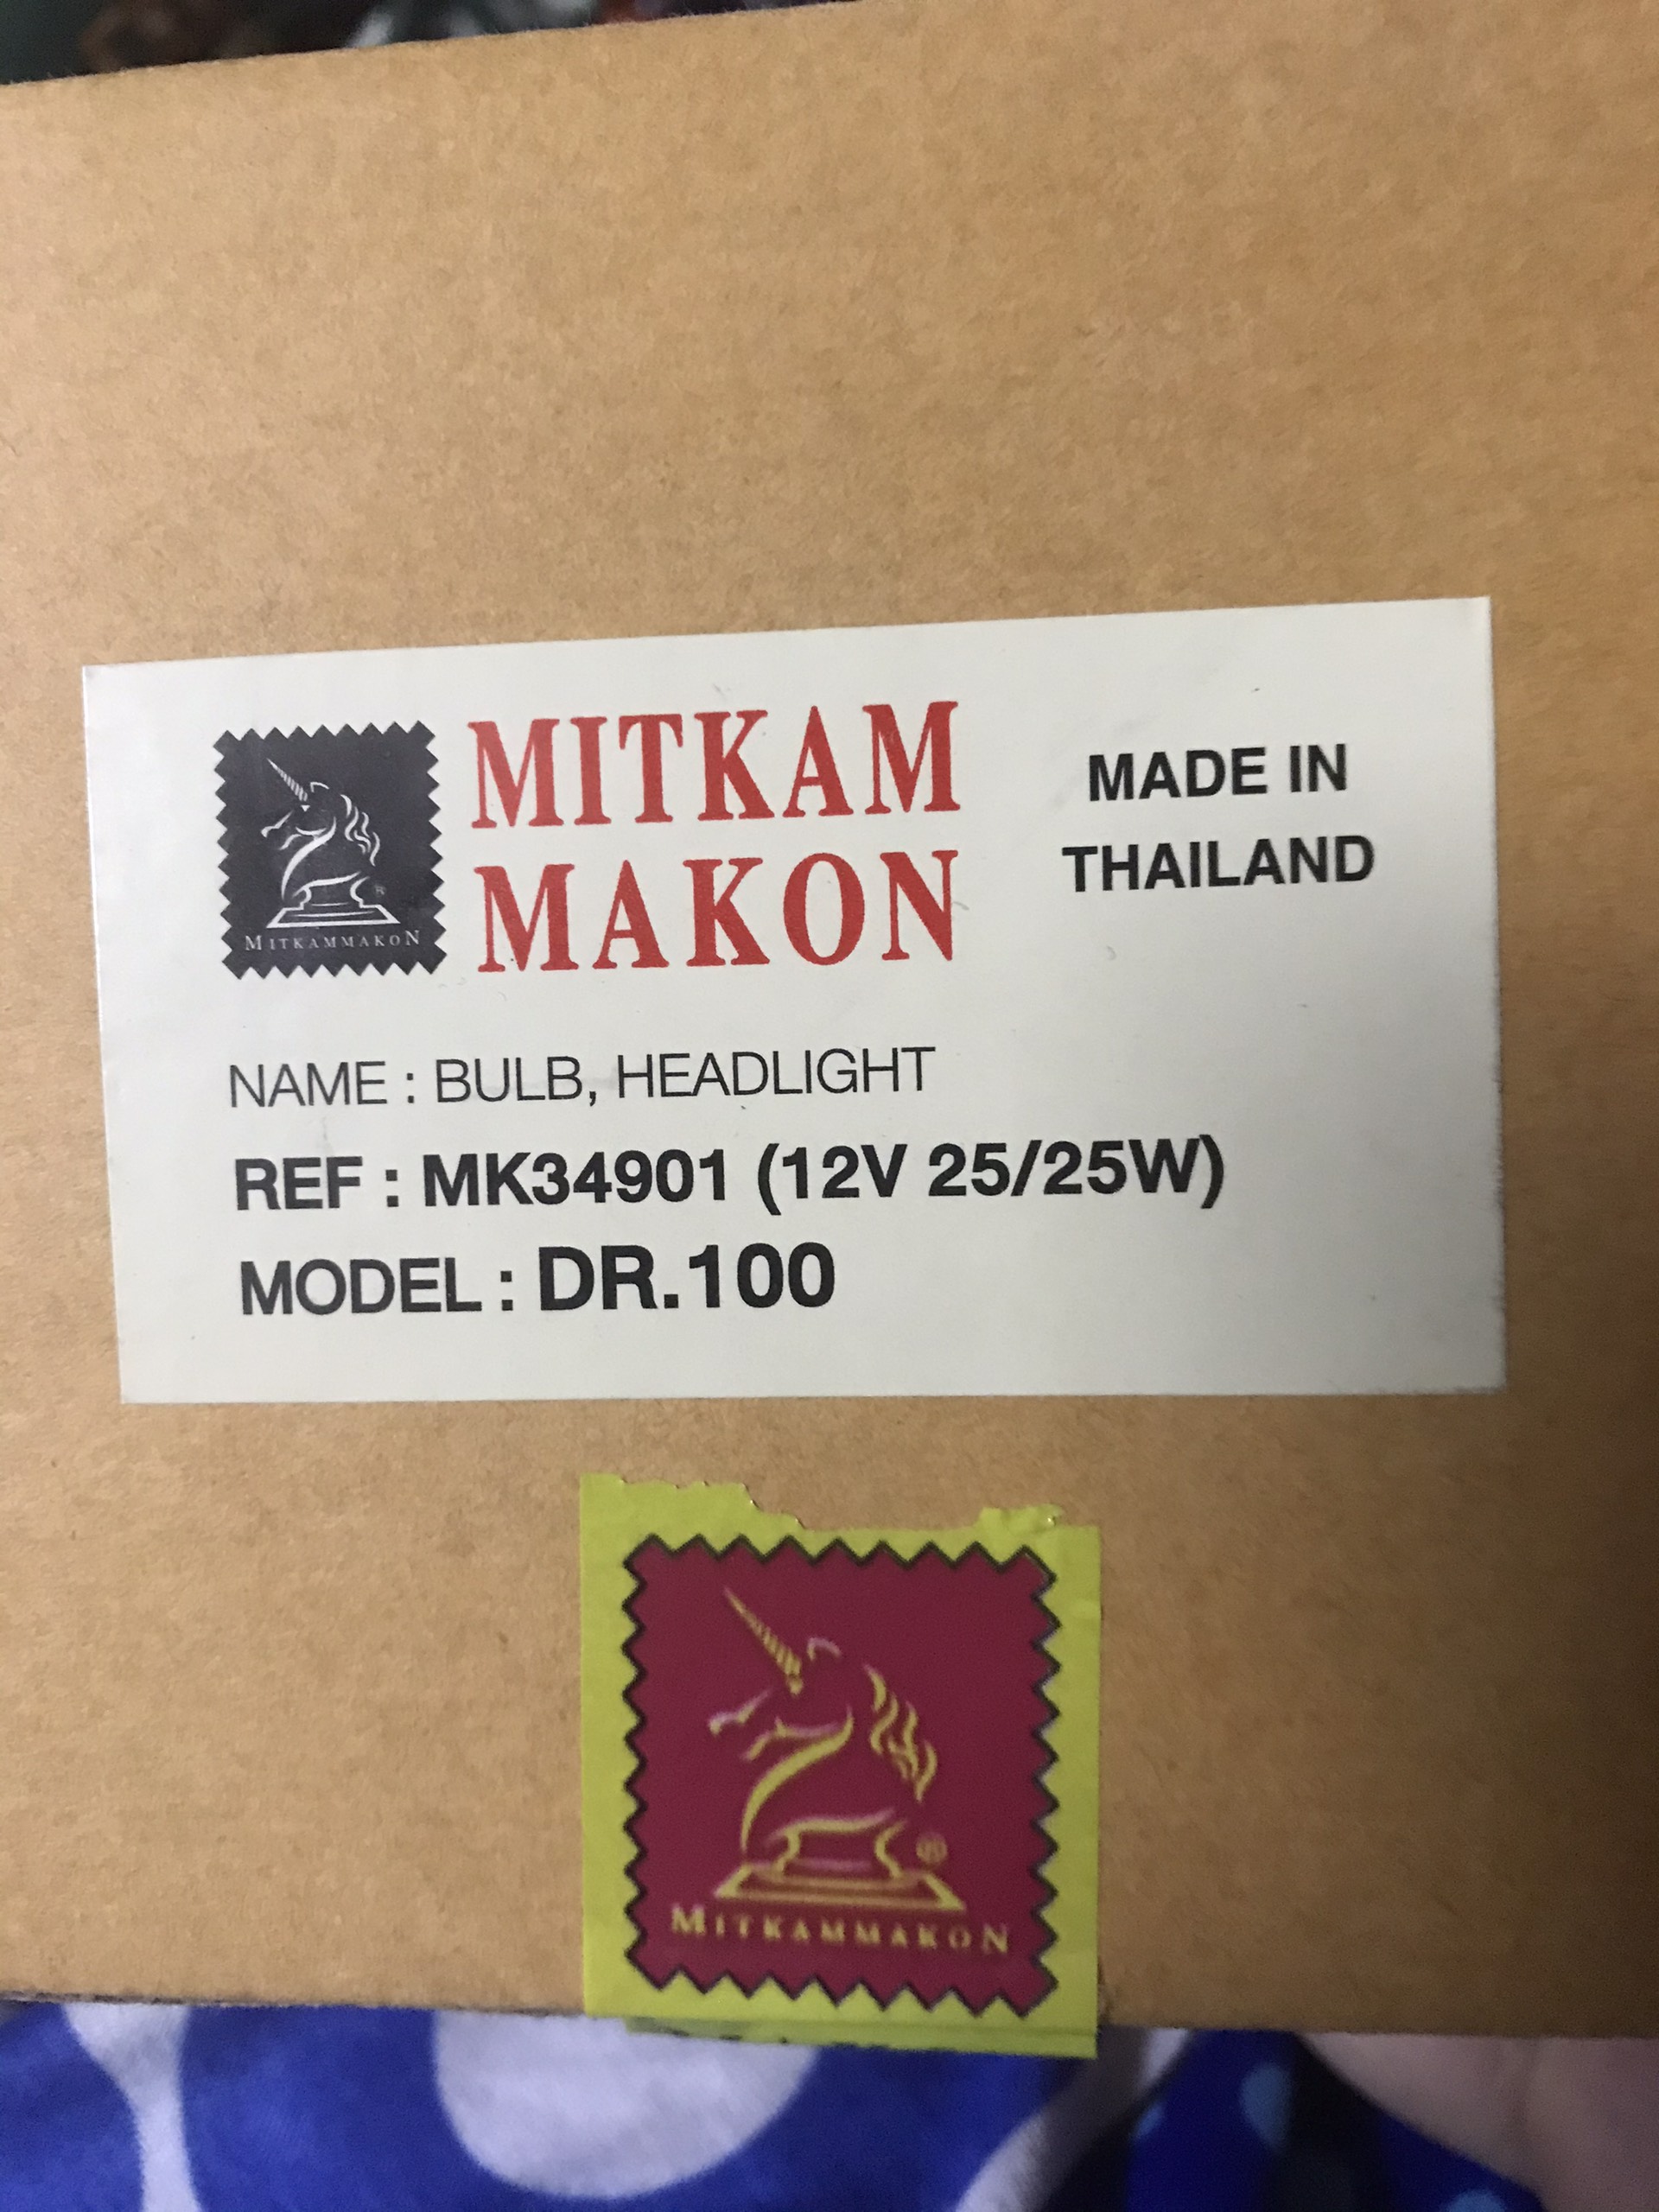 MITKAM
MAKON
MADE IN
THAILAND
MITKAMMAKON
NAME : BULB, HEADLIGHT
REF : MK34901 (12V 25/25W)
MODEL : DR.100
®
MITKAMMAKON